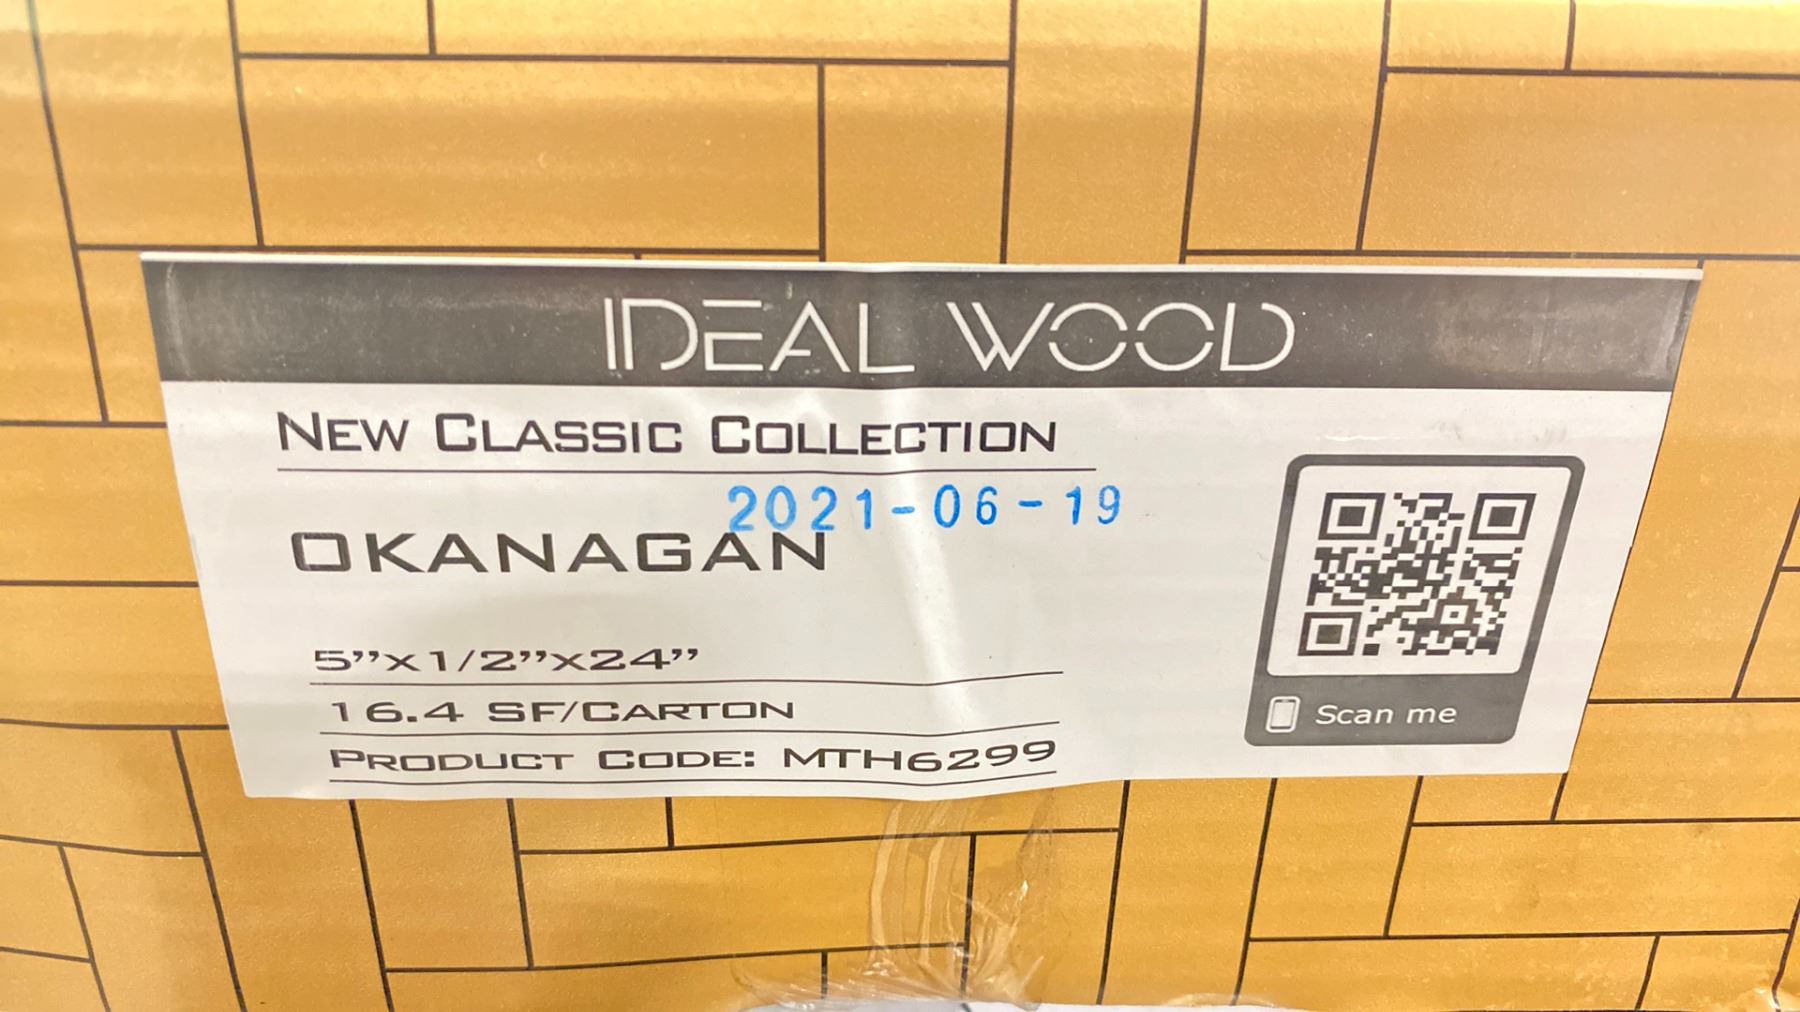 IDEAL WOOD
NEW CLASSIC COLLECTION
2021-06-19
OKANAGAN
5”X1/2”X24”
16.4 SF/CARTON
PRODUCT CODE: MTH6299
Scan me